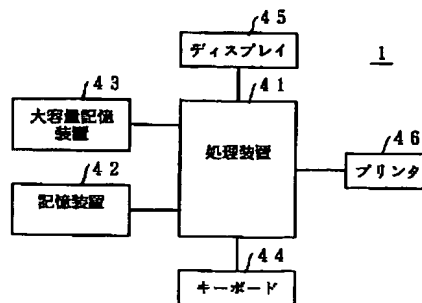 45
ディスプレイ
1
43
41
大容量記憶
装置
処理装置
46
プリンタ
42
記憶装置
44
キーボード